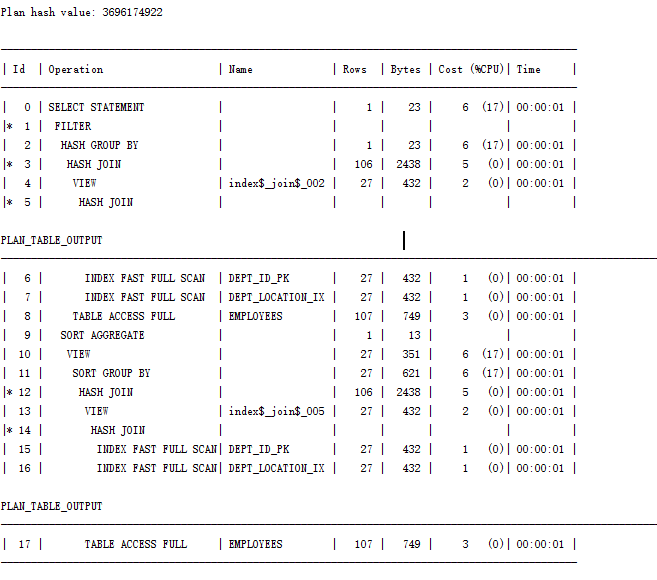 Plan hash value: 3696174922
| Id | Operation | Name | Rows | Bytes | Cost (%CPU)| Time |
| 0 | SELECT STATEMENT | | 1 | 23 | 6 (17)| 00:00:01 |
|* 1 | FILTER | | | | | |
| 2 | HASH GROUP BY | | 1 | 23 | 6 (17)| 00:00:01 |
|* 3 | HASH JOIN | | 106 | 2438 | 5 (0)| 00:00:01 |
| 4 | VIEW | index$_join$_002 | 27 | 432 | 2 (0)| 00:00:01 |
|* 5 | HASH JOIN | | | | | |
PLAN_TABLE_OUTPUT
| 6 | INDEX FAST FULL SCAN | DEPT_ID_PK | 27 | 432 | 1 (0)| 00:00:01 |
| 7 | INDEX FAST FULL SCAN | DEPT_LOCATION_IX | 27 | 432 | 1 (0)| 00:00:01 |
| 8 | TABLE ACCESS FULL | EMPLOYEES | 107 | 749 | 3 (0)| 00:00:01 |
| 9 | SORT AGGREGATE | | 1 | 13 | | |
| 10 | VIEW | | 27 | 351 | 6 (17)| 00:00:01 |
| 11 | SORT GROUP BY | | 27 | 621 | 6 (17)| 00:00:01 |
|* 12 | HASH JOIN | | 106 | 2438 | 5 (0)| 00:00:01 |
| 13 | VIEW | index$_join$_005 | 27 | 432 | 2 (0)| 00:00:01 |
|* 14 | HASH JOIN | | | | | |
| 15 | INDEX FAST FULL SCAN| DEPT_ID_PK | 27 | 432 | 1 (0)| 00:00:01 |
| 16 | INDEX FAST FULL SCAN| DEPT_LOCATION_IX | 27 | 432 | 1 (0)| 00:00:01 |
PLAN_TABLE_OUTPUT
| 17 | TABLE ACCESS FULL | EMPLOYEES | 107 | 749 | 3 (0)| 00:00:01 |